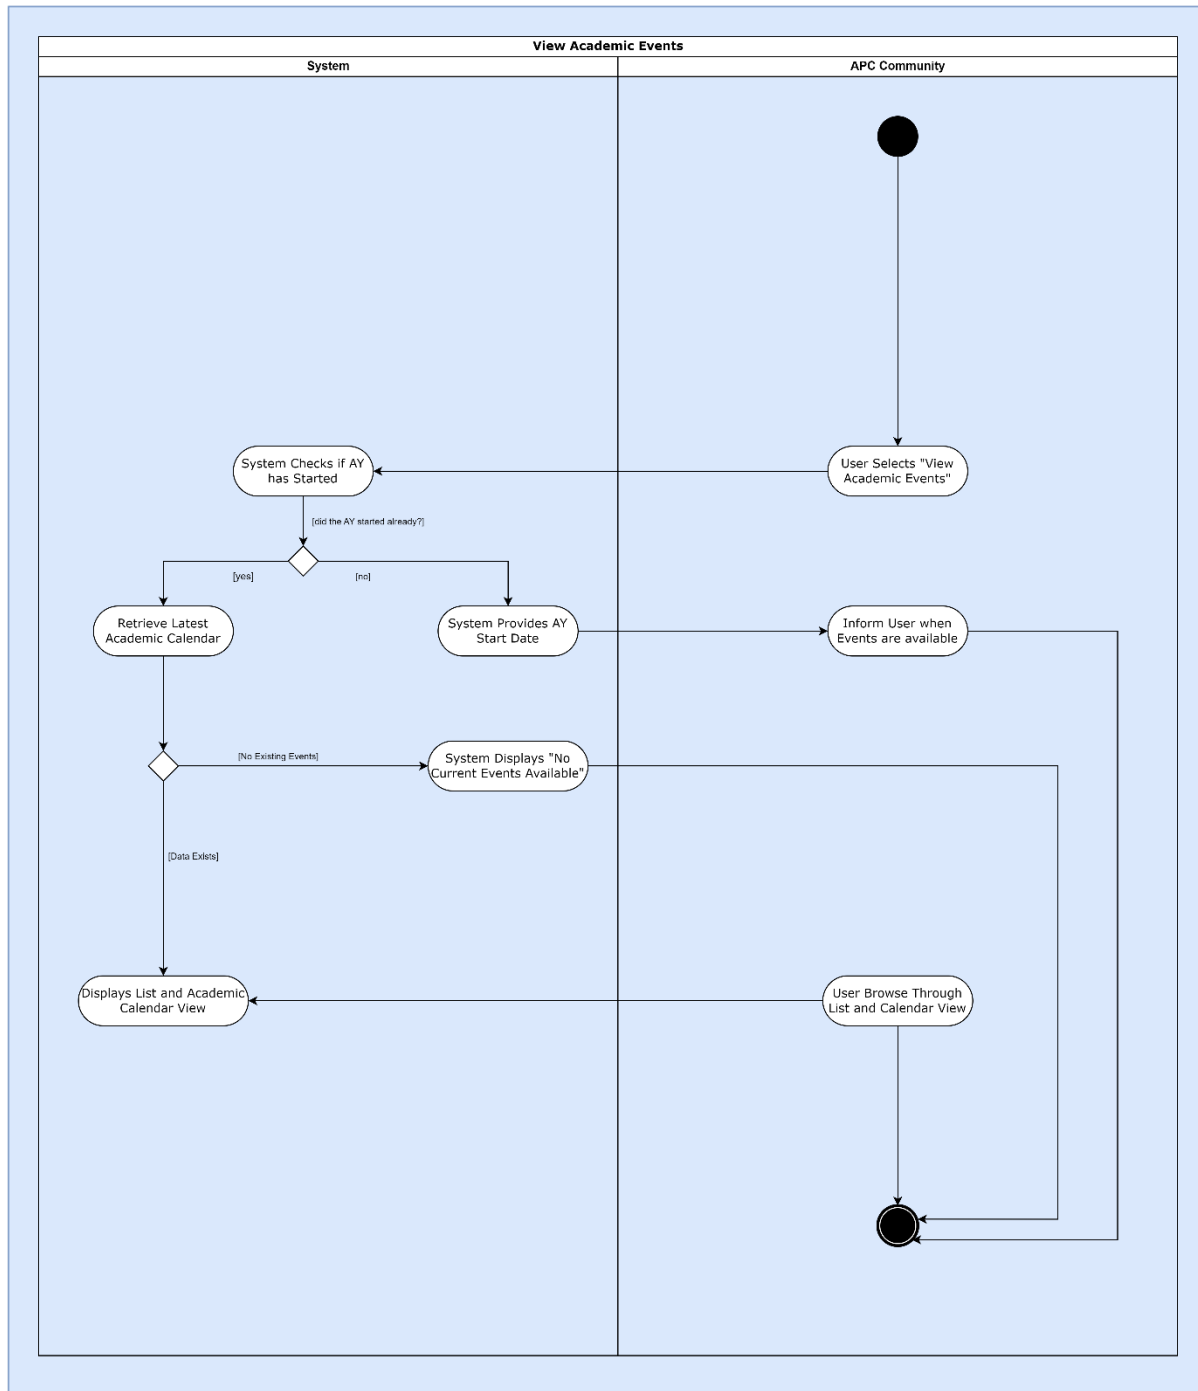 View Academic Events
System
APC Community
System Checks if AY
has Started
User Selects "View
Academic Events"
[did the AY started already?]
[yes]
[no]
Retrieve Latest
Academic Calendar
System Provides AY
Start Date
Inform User when
Events are available
[No Existing Events]
System Displays "No
Current Events Available"
[Data Exists]
Displays List and Academic
Calendar View
User Browse Through
List and Calendar View